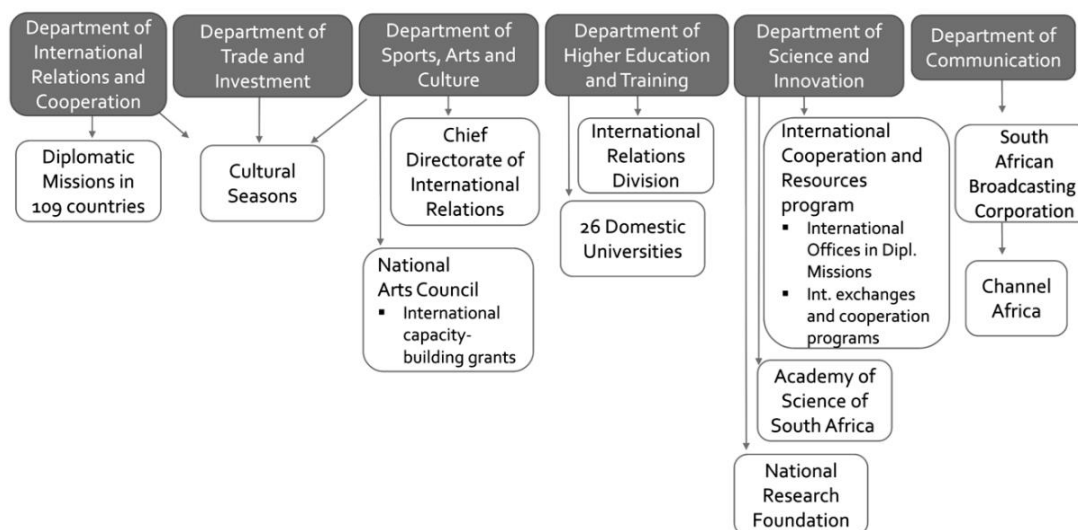 Department of
International
Relations and
Cooperation
Department of
Trade and
Investment
Department of
Sports, Arts and
Culture
Department of
Higher Education
and Training
Department of
Science and
Innovation
Department of
Communication
Diplomatic
Missions in
109 countries
Cultural
Seasons
Chief
Directorate of
International
Relations
National
Arts Council
▪ International
capacity-
building grants
International
Relations
Division
26 Domestic
Universities
International
Cooperation and
Resources
program
▪ International
Offices in Dipl.
Missions
▪ Int. exchanges
and cooperation
programs
Academy of
Science of
South Africa
National
Research
Foundation
South
African
Broadcasting
Corporation
Channel
Africa